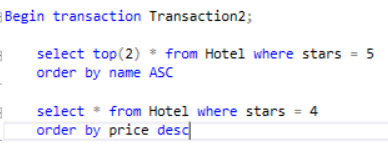 Begin transaction Transaction2;
select top(2) * from Hotel where stars = 5
order by name ASC
select * from Hotel where stars = 4
order by price desc